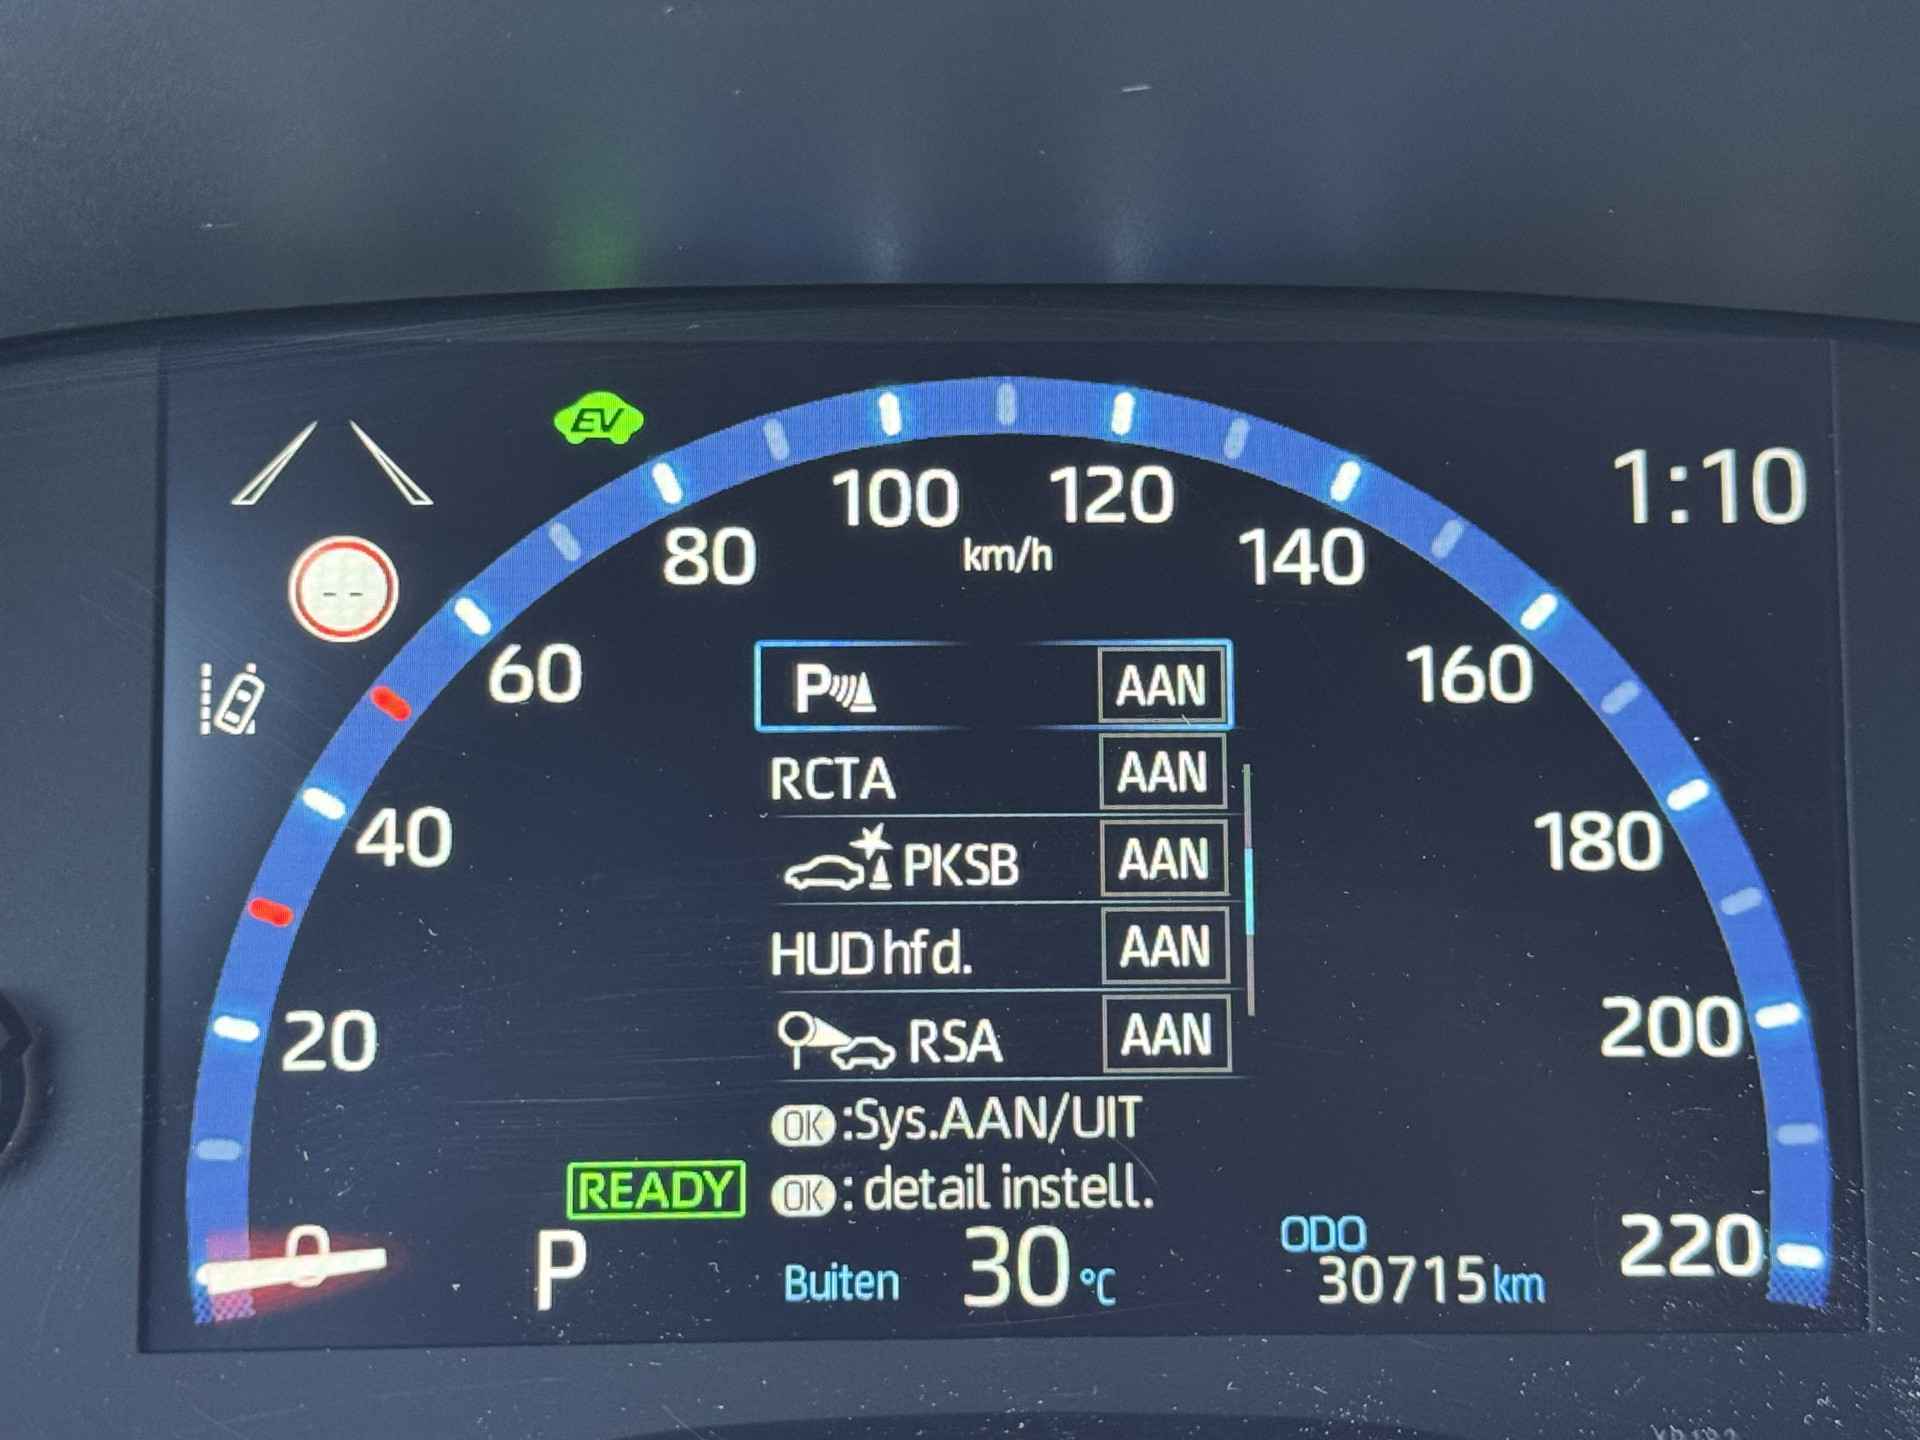 EV
1:10
100 120
80 km/h 140
--
60 160
P AAN
RCTA AAN
40 180
PKSB AAN
HUD hfd. AAN
20 200
RSA AAN
OK :Sys.AAN/UIT
READY OK : detail instell.
0 P Buiten 30 °C ODO 220
30715 km